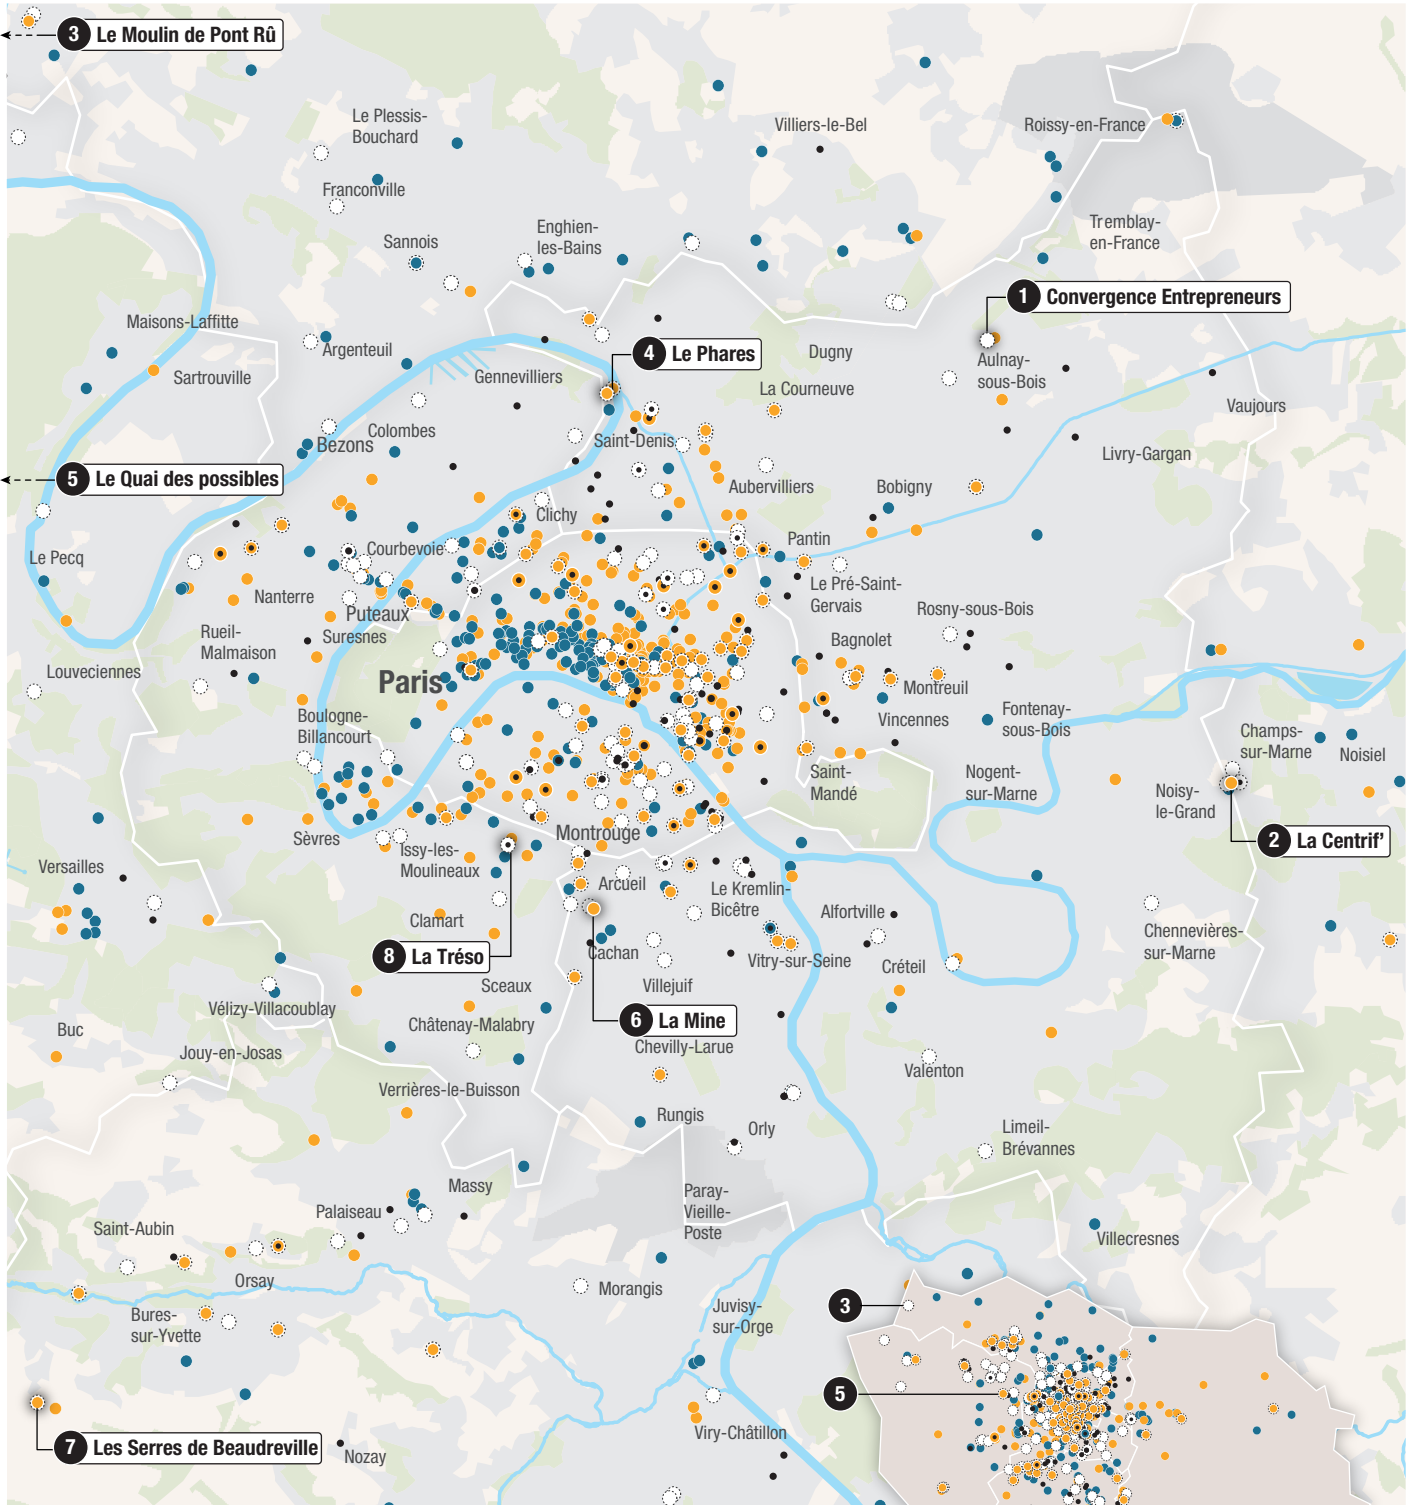 3 Le Moulin de Pont Rû
Le Plessis-
Bouchard
Villiers-le-Bel
Roissy-en-France
Franconville
Tremblay-
en-France
Sannois
Enghien-
les-Bains
1 Convergence Entrepreneurs
Maisons-Laffitte
Argenteuil
4 Le Phares
Dugny
Aulnay-
sous-Bois
Sartrouville
Gennevilliers
La Courneuve
Vaujours
Bezons
Colombes
Saint-Denis
Livry-Gargan
5 Le Quai des possibles
Aubervilliers
Bobigny
Clichy
Le Pecq
Courbevoie
Pantin
Nanterre
Puteaux
Le Pré-Saint-
Gervais
Rosny-sous-Bois
Rueil-
Malmaison
Suresnes
Bagnolet
Louveciennes
Paris
Montreuil
Boulogne-
Billancourt
Vincennes
Fontenay-
sous-Bois
Champs-
sur-Marne
Noisiel
Saint-
Mandé
Nogent-
sur-Marne
Noisy-
le-Grand
Sèvres
Montrouge
2 La Centrif’
Versailles
Issy-les-
Moulineaux
Arcueil
Le Kremlin-
Bicêtre
Clamart
Alfortville
Chennevières-
sur-Marne
8 La Tréso
Cachan
Vitry-sur-Seine
Créteil
Sceaux
Villejuif
Vélizy-Villacoublay
Buc
Châtenay-Malabry
6 La Mine
Jouy-en-Josas
Chevilly-Larue
Valenton
Verrières-le-Buisson
Rungis
Orly
Limeil-
Brévannes
Massy
Paray-
Vieille-
Poste
Palaiseau
Saint-Aubin
Villecresnes
Orsay
Morangis
Bures-
sur-Yvette
Juvisy-
sur-Orge
3
5
7 Les Serres de Beaudreville
Nozay
Viry-Châtillon